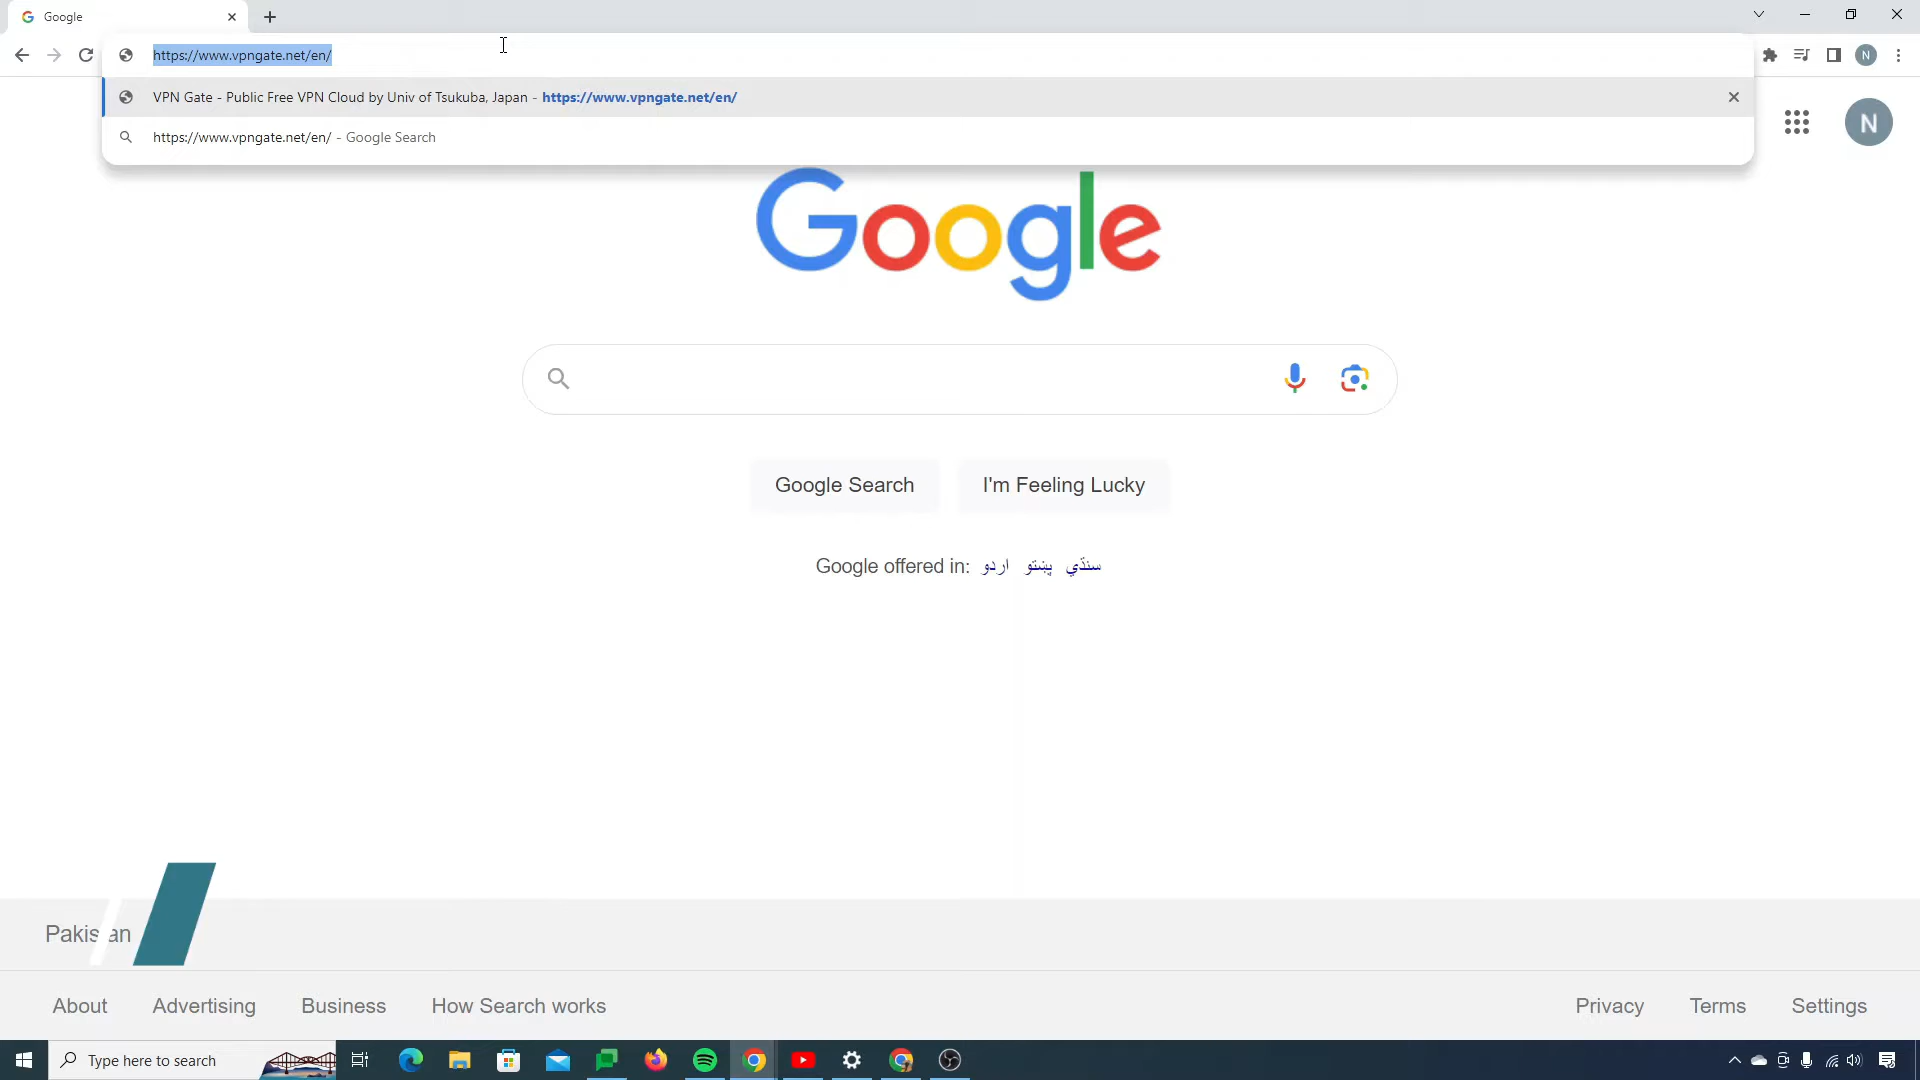 Google
https://www.vpngate.net/en/
VPN Gate - Public Free VPN Cloud by Univ of Tsukuba, Japan - https://www.vpngate.net/en/
https://www.vpngate.net/en/ - Google Search
N
N
Google
Google Search
I'm Feeling Lucky
Google offered in: اردو پښتو سنڌي
Pakis an
About Advertising Business How Search works
Privacy Terms Settings
Type here to search